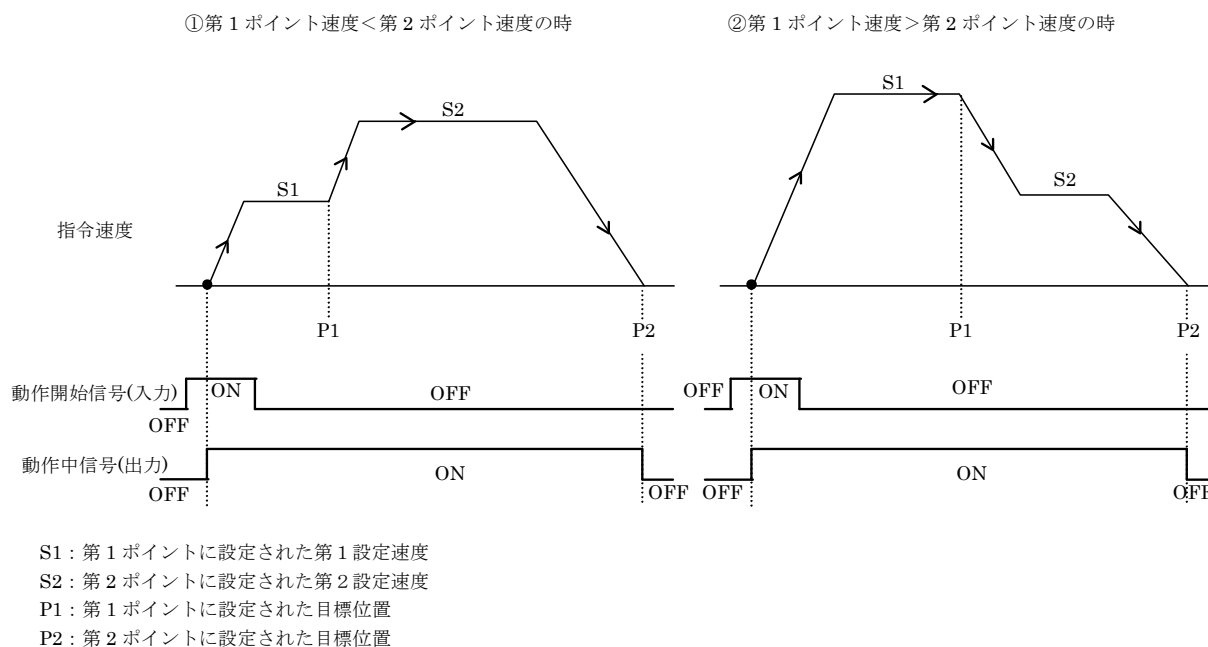 ①第1ポイント速度＜第2ポイント速度の時
②第1ポイント速度＞第2ポイント速度の時
S2
S1
S1
S2
指令速度
P1
P2
P1
P2
動作開始信号(入力)
ON
OFF
OFF
OFF
ON
OFF
動作中信号(出力)
ON
OFF
OFF
OFF
ON
OFF
S1：第1ポイントに設定された第1設定速度
S2：第2ポイントに設定された第2設定速度
P1：第1ポイントに設定された目標位置
P2：第2ポイントに設定された目標位置